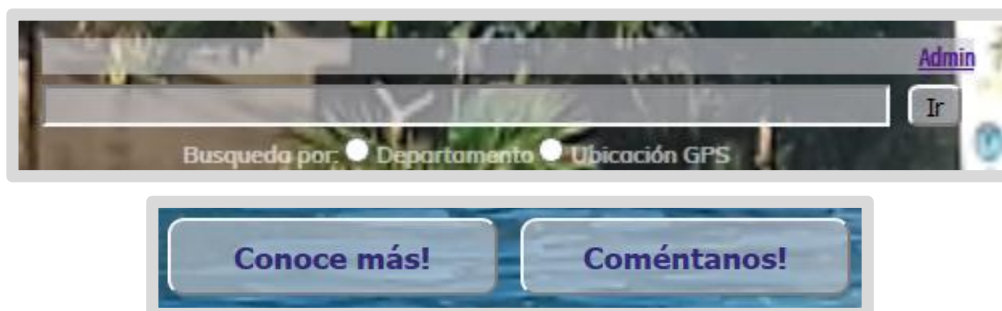 Admin
Ir
Busqueda por: Departamento Ubicación GPS
Conoce más! Coméntanos!